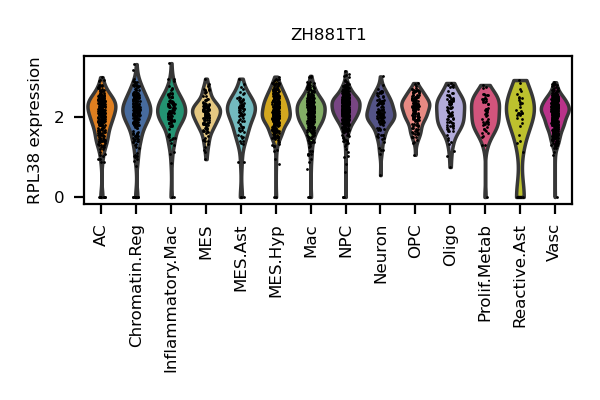 ZH881T1
RPL38 expression
2
0
AC
Chromatin.Reg
Inflammatory.Mac
MES
MES.Ast
MES.Hyp
Mac
NPC
Neuron
OPC
Oligo
Prolif.Metab
Reactive.Ast
Vasc